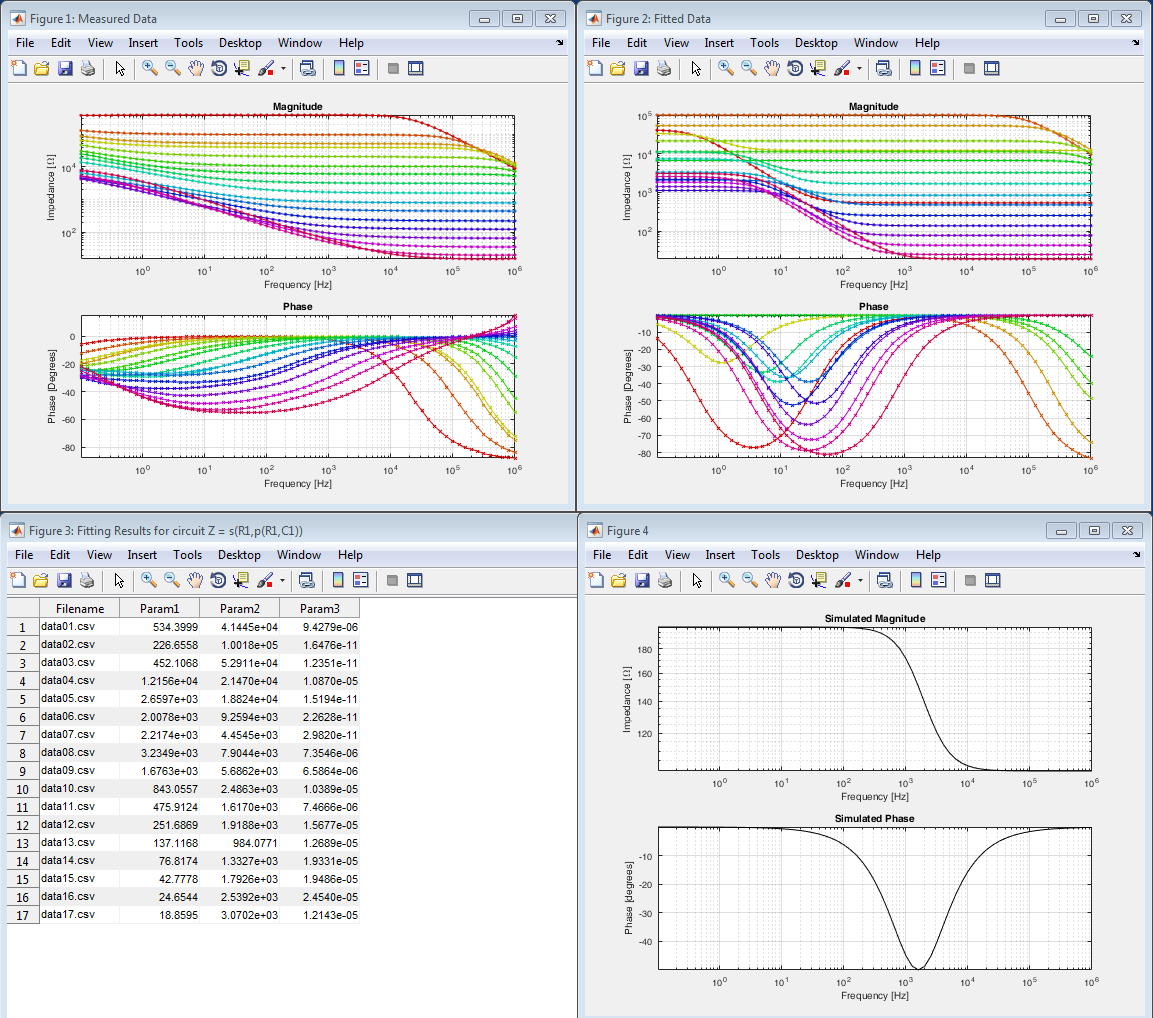 Figure 1: Measured Data
File Edit View Insert Tools Desktop Window Help
Magnitude
10^4
10^2
Impedance [Ω]
10^0 10^1 10^2 10^3 10^4 10^5 10^6
Frequency [Hz]
Phase
0
-20
-40
-60
-80
Phase [Degrees]
10^0 10^1 10^2 10^3 10^4 10^5 10^6
Frequency [Hz]
Figure 2: Fitted Data
File Edit View Insert Tools Desktop Window Help
Magnitude
10^5
10^4
10^3
10^2
Impedance [Ω]
10^0 10^1 10^2 10^3 10^4 10^5 10^6
Frequency [Hz]
Phase
-10
-20
-30
-40
-50
-60
-70
-80
Phase [Degrees]
10^0 10^1 10^2 10^3 10^4 10^5 10^6
Frequency [Hz]
Figure 3: Fitting Results for circuit Z = s(R1,p(R1,C1))
File Edit View Insert Tools Desktop Window Help
Filename Param1 Param2 Param3
1 data01.csv 534.3999 4.1445e+04 9.4279e-06
2 data02.csv 226.6558 1.0018e+05 1.6476e-11
3 data03.csv 452.1068 5.2911e+04 1.2351e-11
4 data04.csv 1.2156e+04 2.1470e+04 1.0870e-05
5 data05.csv 2.6597e+03 1.8824e+04 1.5194e-11
6 data06.csv 2.0078e+03 9.2594e+03 2.2628e-11
7 data07.csv 2.2174e+03 4.4545e+03 2.9820e-11
8 data08.csv 3.2349e+03 7.9044e+03 7.3546e-06
9 data09.csv 1.6763e+03 5.6862e+03 6.5864e-06
10 data10.csv 843.0557 2.4863e+03 1.0389e-05
11 data11.csv 475.9124 1.6170e+03 7.4666e-06
12 data12.csv 251.6869 1.9188e+03 1.5677e-05
13 data13.csv 137.1168 984.0771 1.2689e-05
14 data14.csv 76.8174 1.3327e+03 1.9331e-05
15 data15.csv 42.7778 1.7926e+03 1.9486e-05
16 data16.csv 24.6544 2.5392e+03 2.4540e-05
17 data17.csv 18.8595 3.0702e+03 1.2143e-05
Figure 4
File Edit View Insert Tools Desktop Window Help
Simulated Magnitude
180
160
140
120
Impedance [Ω]
10^0 10^1 10^2 10^3 10^4 10^5 10^6
Frequency [Hz]
Simulated Phase
-10
-20
-30
-40
Phase [degrees]
10^0 10^1 10^2 10^3 10^4 10^5 10^6
Frequency [Hz]